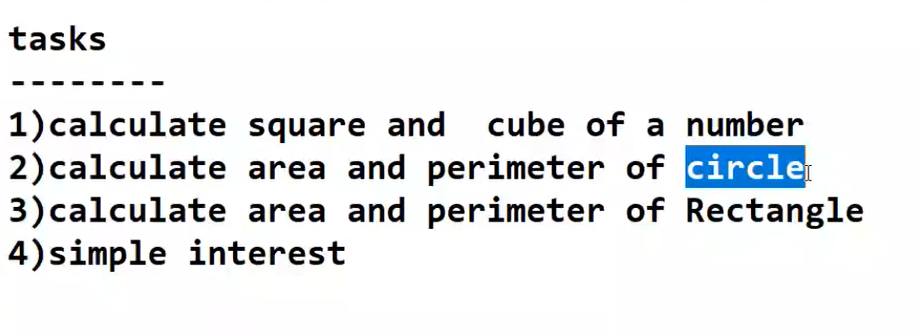 tasks
--------
1)calculate square and  cube of a number
2)calculate area and perimeter of circle
3)calculate area and perimeter of Rectangle
4)simple interest